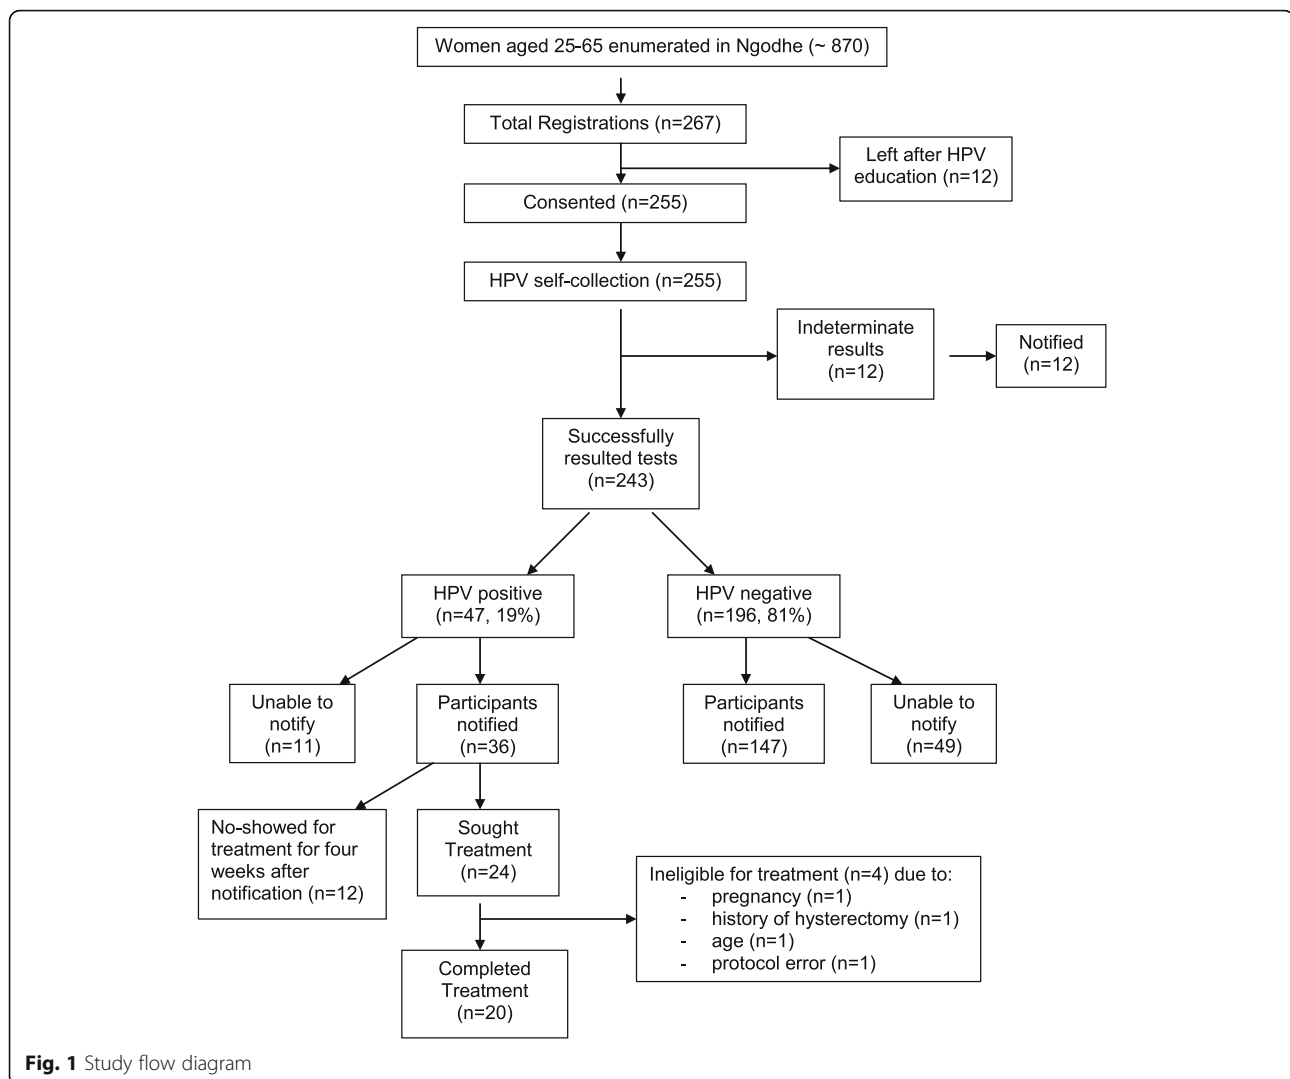 Women aged 25-65 enumerated in Ngodhe (~ 870)
Total Registrations (n=267)
Left after HPV
education (n=12)
Consented (n=255)
HPV self-collection (n=255)
Indeterminate
results
(n=12)
Notified
(n=12)
Successfully
resulted tests
(n=243)
HPV positive
(n=47, 19%)
HPV negative
(n=196, 81%)
Unable to
notify
(n=11)
Participants
notified
(n=36)
Participants
notified
(n=147)
Unable to
notify
(n=49)
No-showed for
treatment for four
weeks after
notification (n=12)
Sought
Treatment
(n=24)
Ineligible for treatment (n=4) due to:
- pregnancy (n=1)
- history of hysterectomy (n=1)
- age (n=1)
- protocol error (n=1)
Completed
Treatment
(n=20)
Fig. 1 Study flow diagram